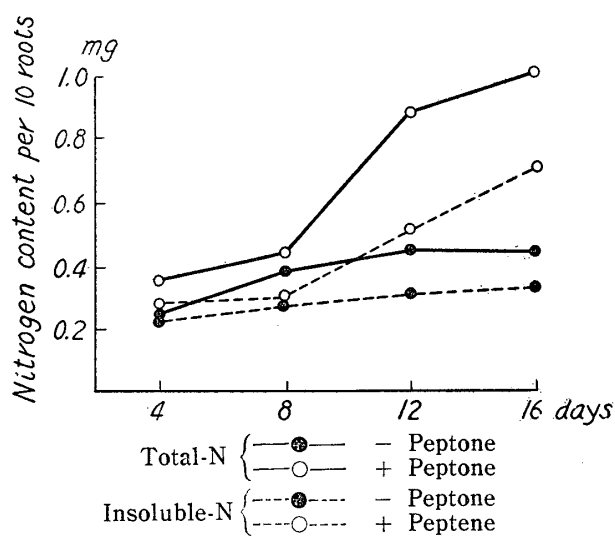 mg
Nitrogen content per 10 roots
1.0
0.8
0.6
0.4
0.2
4 8 12 16 days
Total-N { — Peptone
+ Peptone
Insoluble-N { — Peptone
+ Peptene